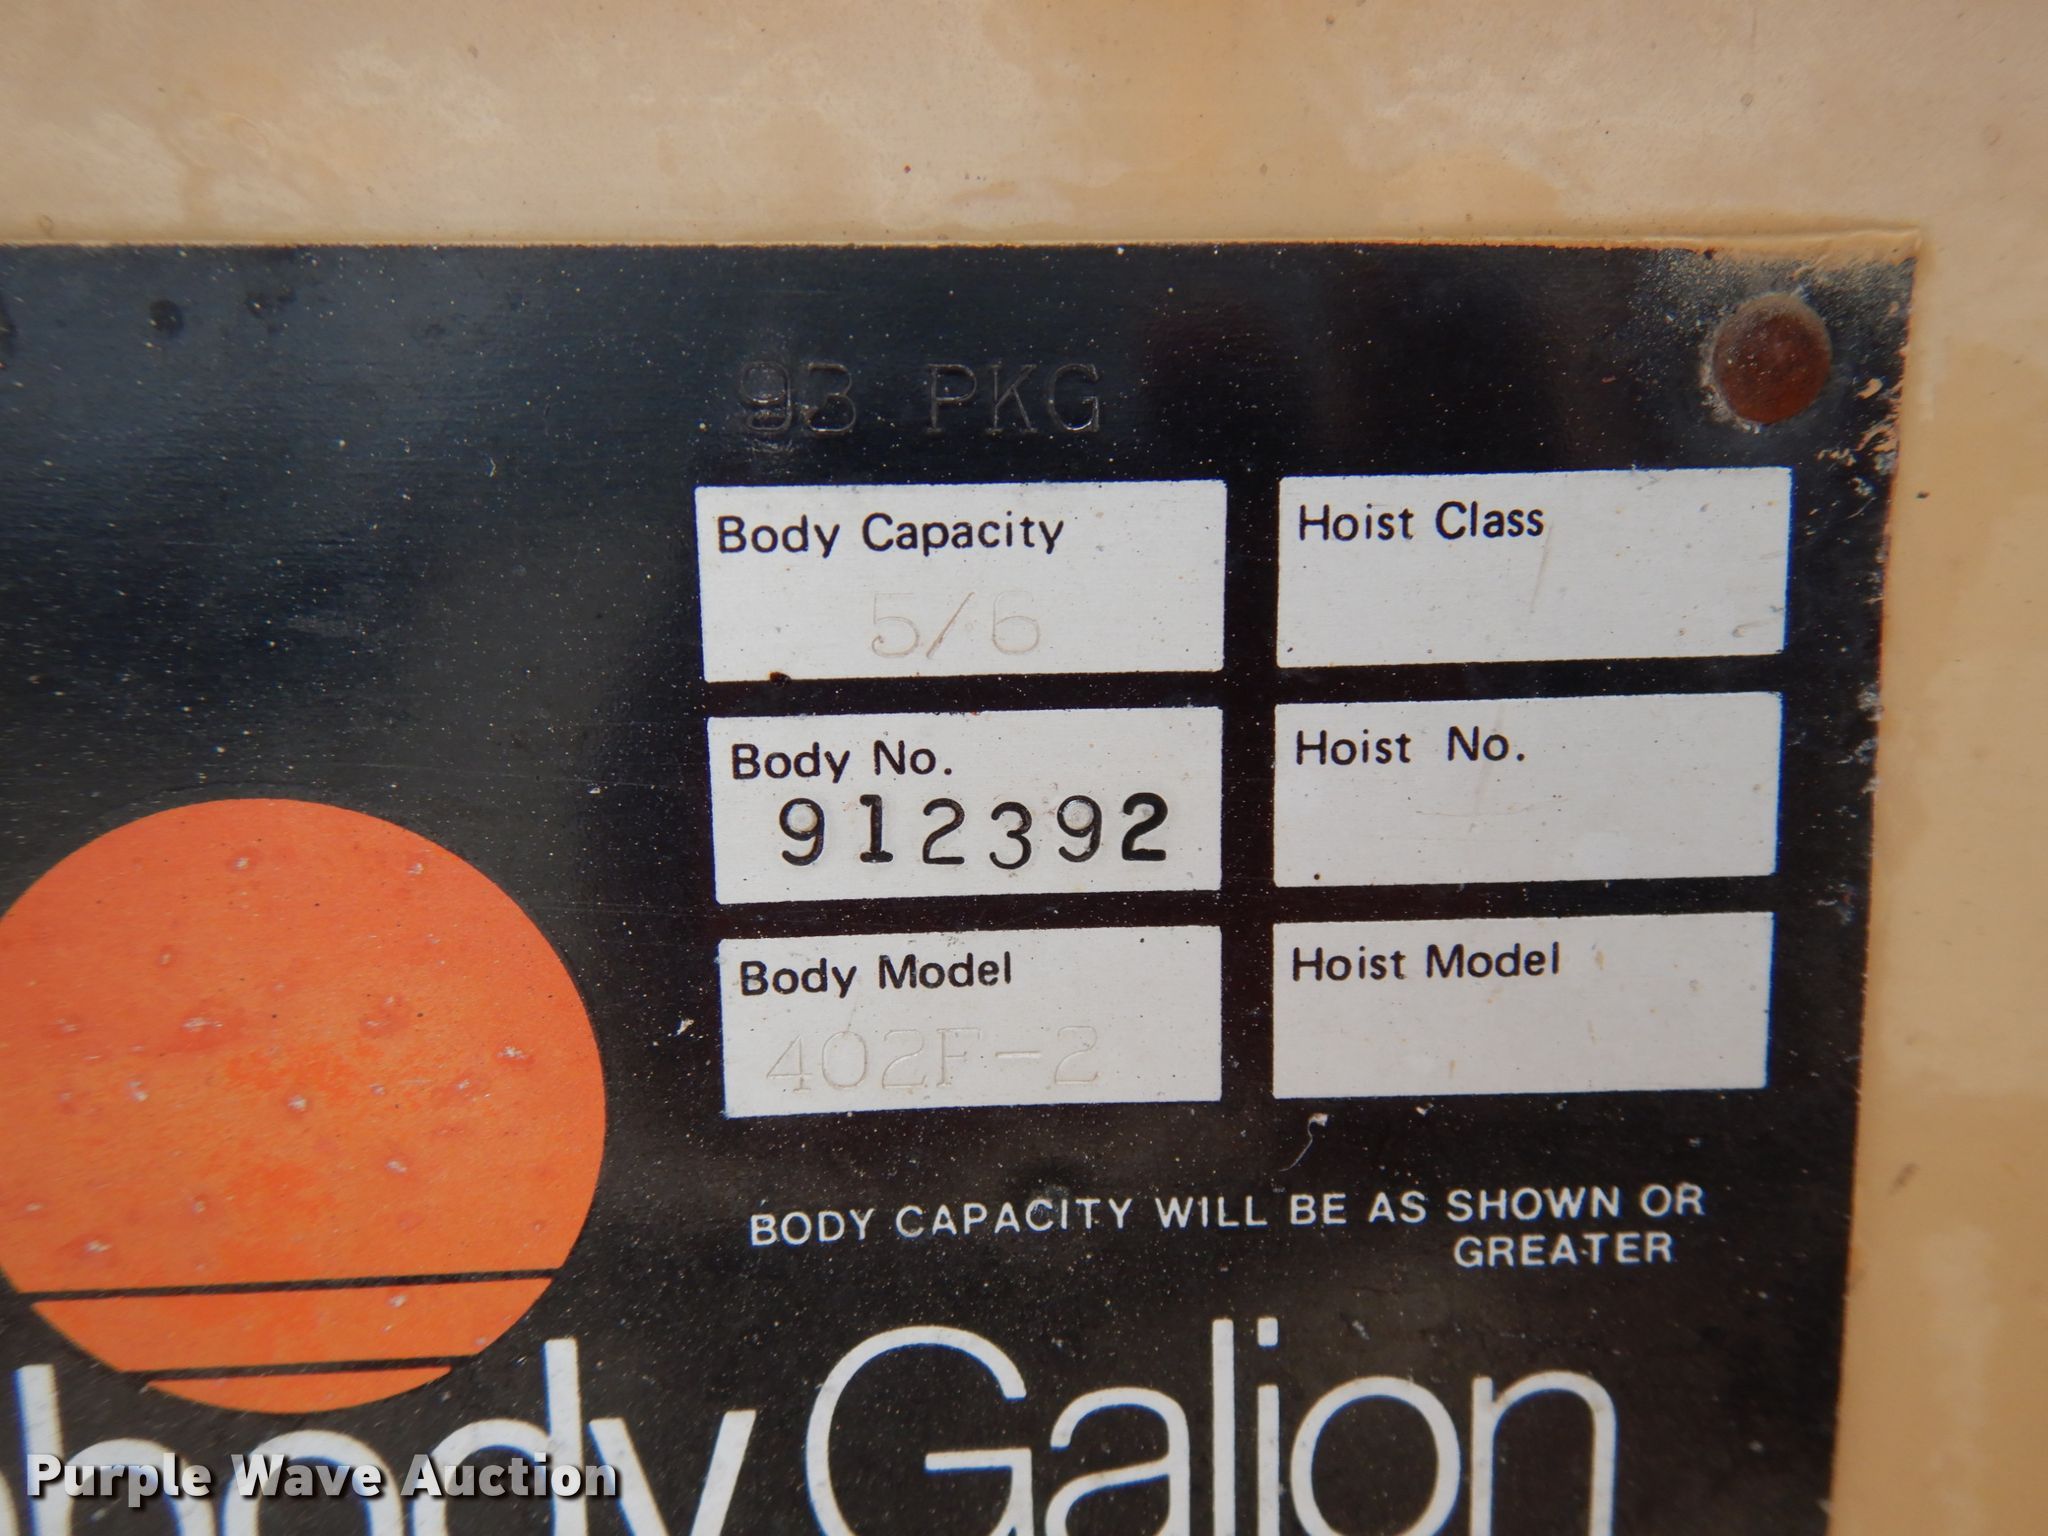 93 PKG
Body Capacity
5/6
Hoist Class
Body No.
912392
Hoist No.
Body Model
402F-2
Hoist Model
BODY CAPACITY WILL BE AS SHOWN OR
GREATER
body Galion
Purple Wave Auction